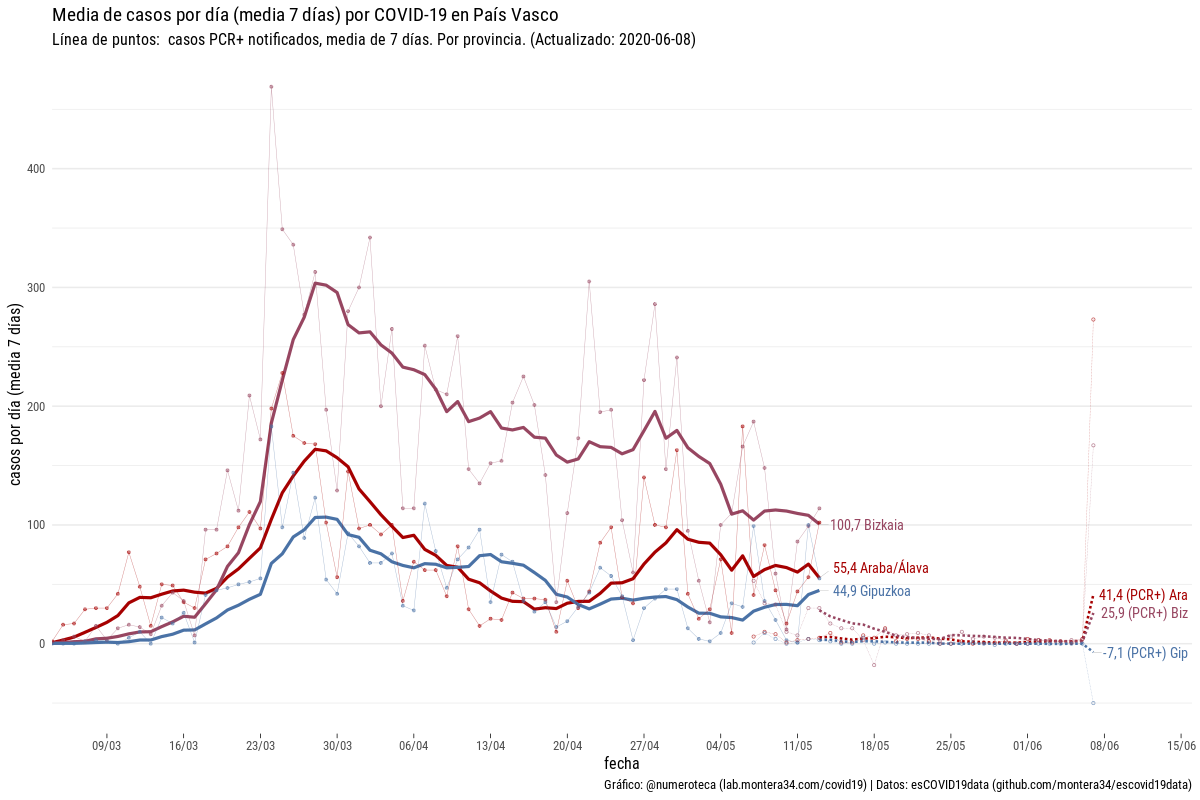 Media de casos por día (media 7 días) por COVID-19 en País Vasco
Línea de puntos:  casos PCR+ notificados, media de 7 días. Por provincia. (Actualizado: 2020-06-08)
casos por día (media 7 días)
400
300
200
100
0
100,7 Bizkaia
55,4 Araba/Álava
44,9 Gipuzkoa
41,4 (PCR+) Ara
25,9 (PCR+) Biz
-7,1 (PCR+) Gip
09/03 16/03 23/03 30/03 06/04 13/04 20/04 27/04 04/05 11/05 18/05 25/05 01/06 08/06 15/06
fecha
Gráfico: @numeroteca (lab.montera34.com/covid19) | Datos: esCOVID19data (github.com/montera34/escovid19data)